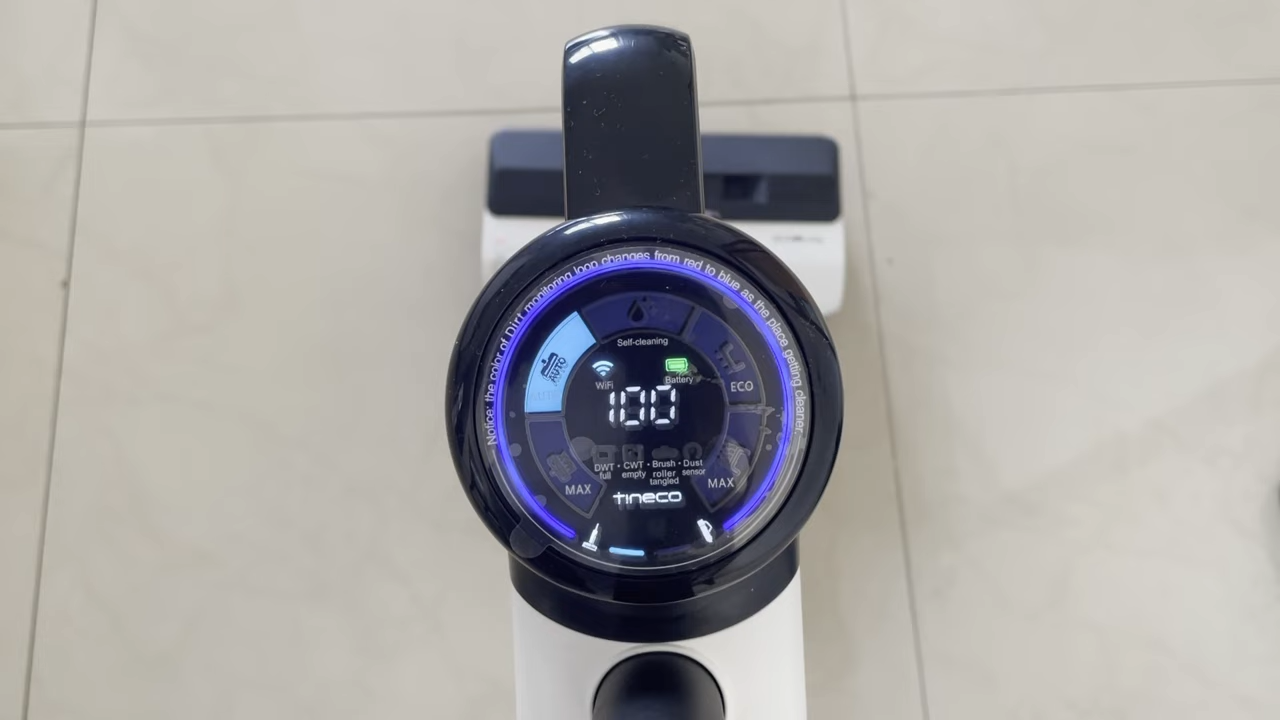 Notice: the color of Dirt monitoring loop changes from red to blue as the place getting cleaner
Self-cleaning
AUTO
WiFi
Battery
ECO
100
DWT full • CWT empty • Brush roller tangled • Dust sensor
MAX
MAX
tineco